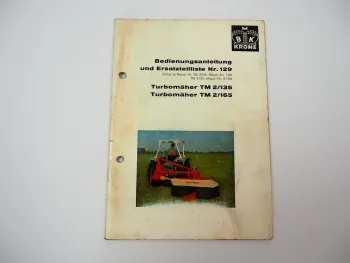 B K
KRONE
Bedienungsanleitung
und Ersatzteilliste Nr. 129
Turbomäher TM 2/135
Turbomäher TM 2/165